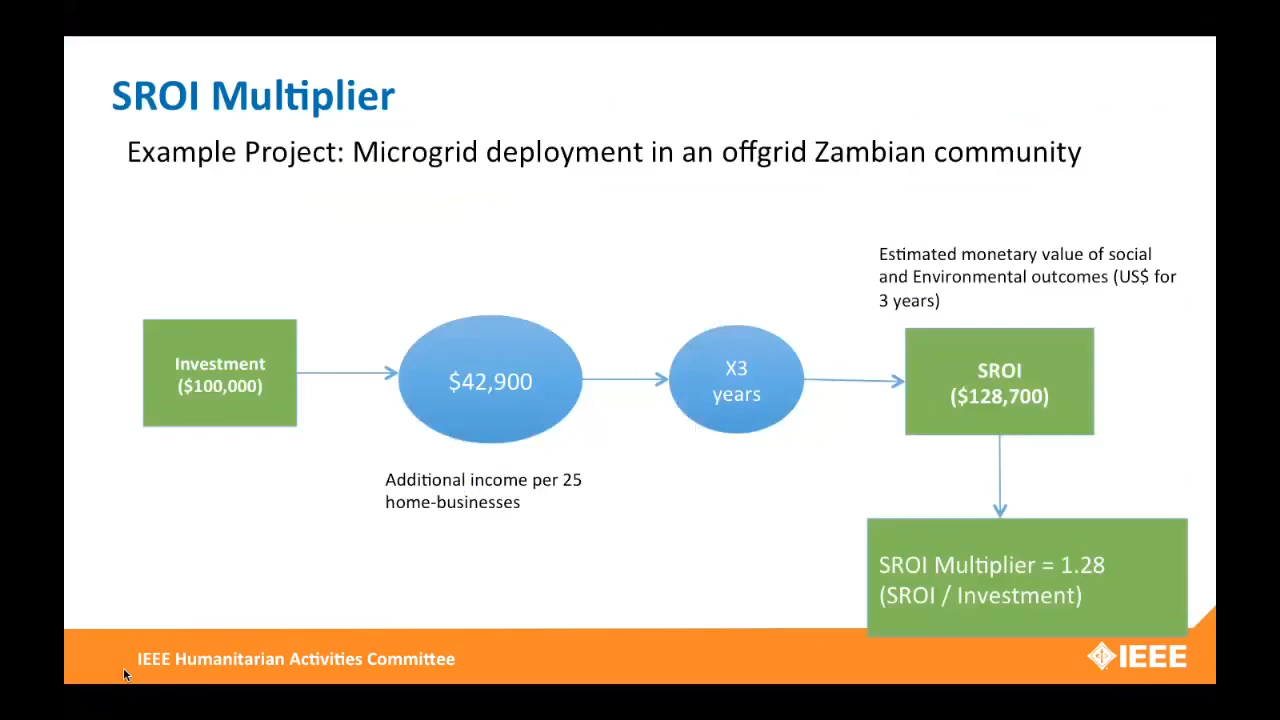 SROI Multiplier
Example Project: Microgrid deployment in an offgrid Zambian community
Estimated monetary value of social
and Environmental outcomes (US$ for
3 years)
Investment
($100,000)
$42,900
X3
years
SROI
($128,700)
Additional income per 25
home-businesses
SROI Multiplier = 1.28
(SROI / Investment)
IEEE Humanitarian Activities Committee
IEEE